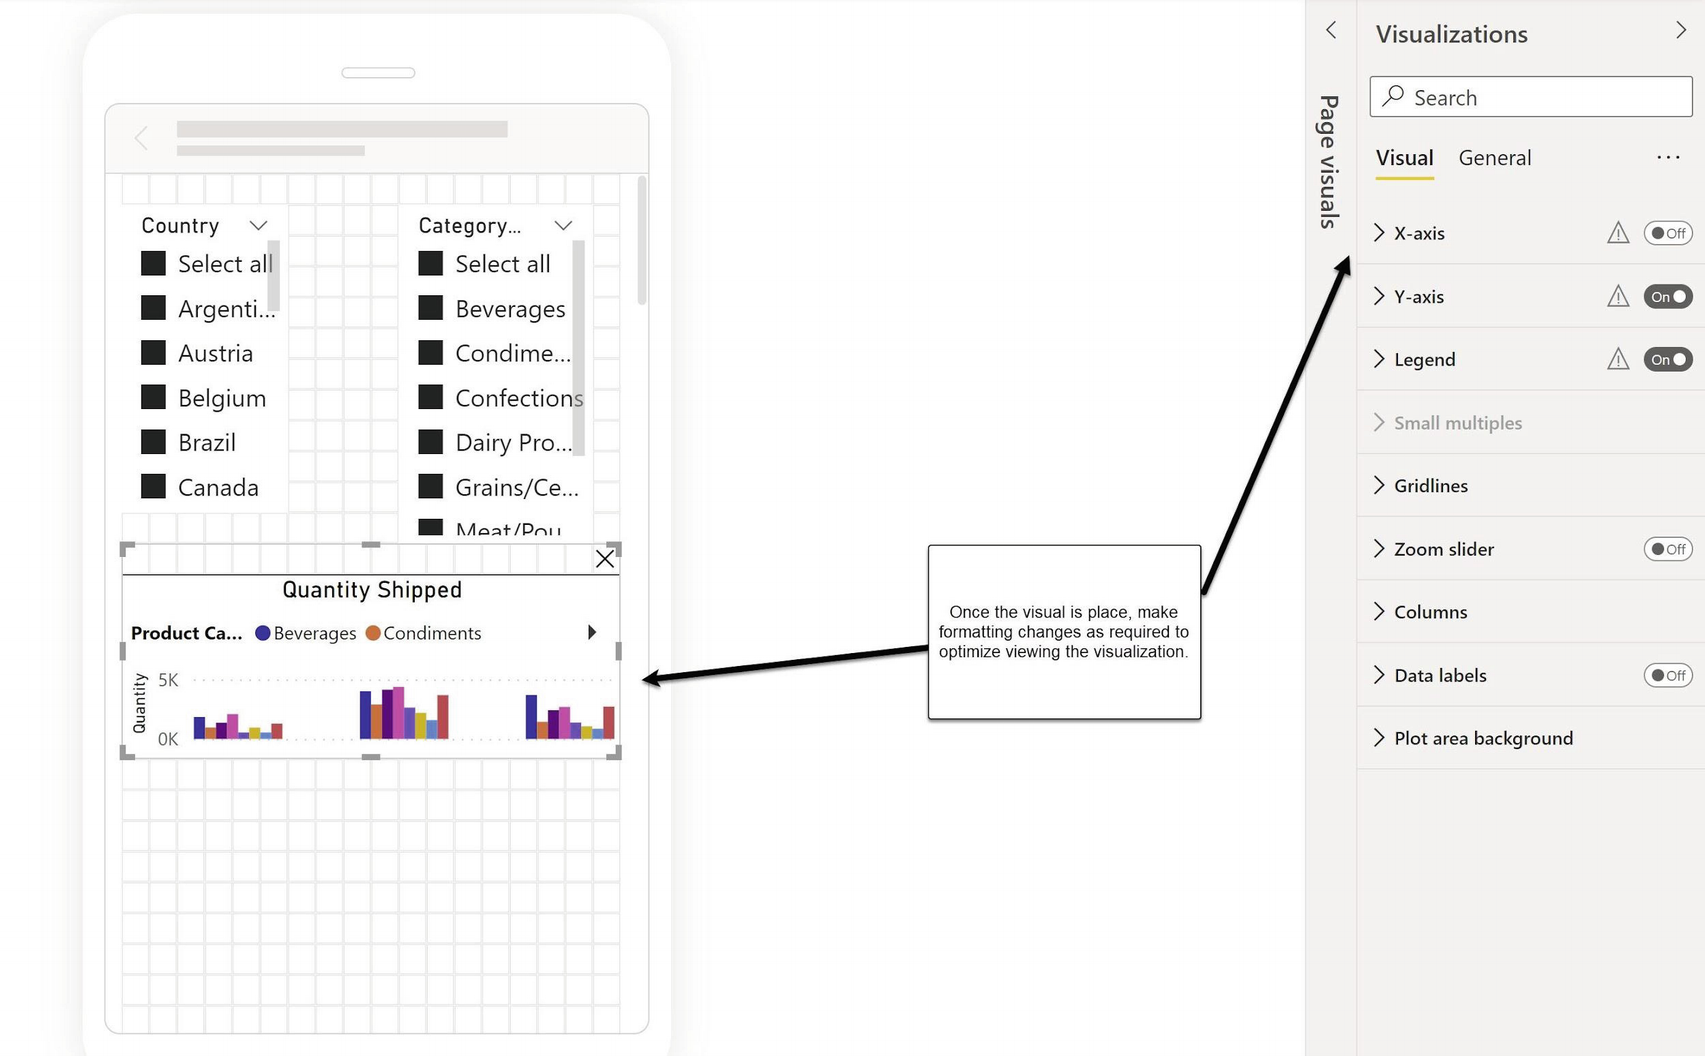 Country
Select all
Argenti...
Austria
Belgium
Brazil
Canada
Category...
Select all
Beverages
Condime...
Confections
Dairy Pro...
Grains/Ce...
Meat/Pou
Quantity Shipped
Product Ca... Beverages Condiments
Quantity
5K
0K
Once the visual is place, make
formatting changes as required to
optimize viewing the visualization.
Page visuals
Visualizations
Search
Visual General ...
X-axis Off
Y-axis On
Legend On
Small multiples
Gridlines
Zoom slider Off
Columns
Data labels Off
Plot area background